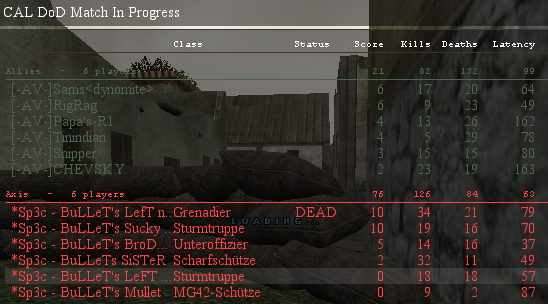 CAL DoD Match In Progress
Class Status Score Kills Deaths Latency
Allies - 6 players 21 82 132 99
[-AV-]Sams<dynomite> 6 17 20 64
[-AV-]RigRag 6 9 23 49
[-AV-]Papa's-R1 4 13 26 162
[-AV-]Tinindian 4 5 29 78
[-AV-]Snipper 3 15 15 80
[-AV-]CHEVSKY 2 23 19 163
Axis - 6 players 76 126 84 63
*Sp3c - BuLLeT's LefT n... Grenadier DEAD 10 34 21 79
LOADING...
*Sp3c - BuLLeT's Sucky ... Sturmtruppe 10 19 16 70
*Sp3c - BuLLeT's BroD... Unteroffizier 5 14 16 37
*Sp3c - BuLLeTs SiSTeR Scharfschütze 2 32 11 49
*Sp3c - BuLLeT's LeFT ... Sturmtruppe 0 18 18 57
*Sp3c - BuLLeT's Mullet MG42-Schütze 0 9 2 87